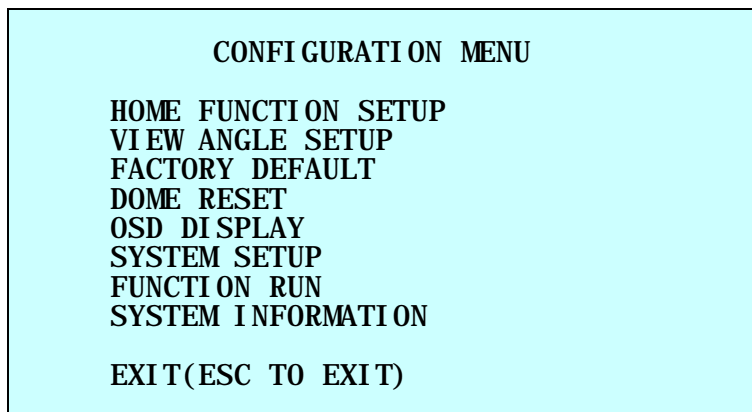 CONFIGURATION MENU
HOME FUNCTION SETUP
VIEW ANGLE SETUP
FACTORY DEFAULT
DOME RESET
OSD DISPLAY
SYSTEM SETUP
FUNCTION RUN
SYSTEM INFORMATION
EXIT(ESC TO EXIT)